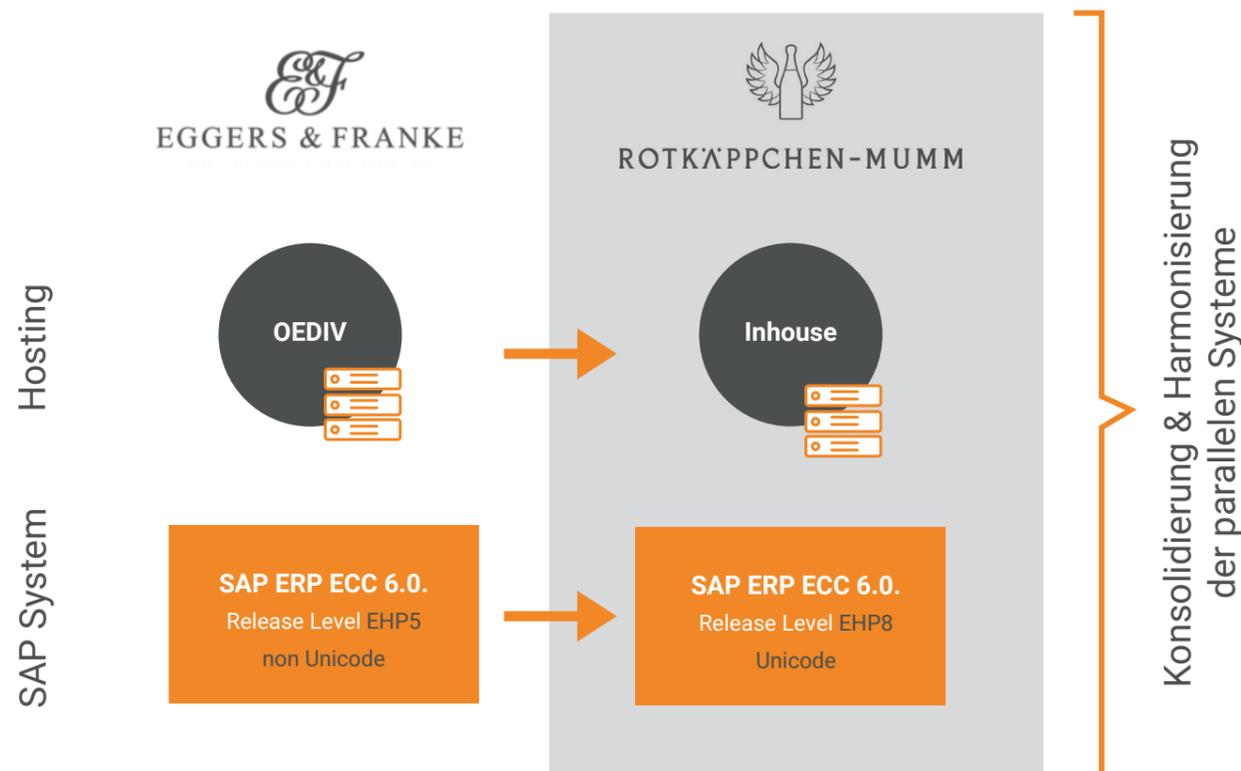 E&F
EGGERS & FRANKE
ROTKÄPPCHEN-MUMM
Hosting
OEDIV
Inhouse
SAP System
SAP ERP ECC 6.0.
Release Level EHP5
non Unicode
SAP ERP ECC 6.0.
Release Level EHP8
Unicode
Konsolidierung & Harmonisierung
der parallelen Systeme